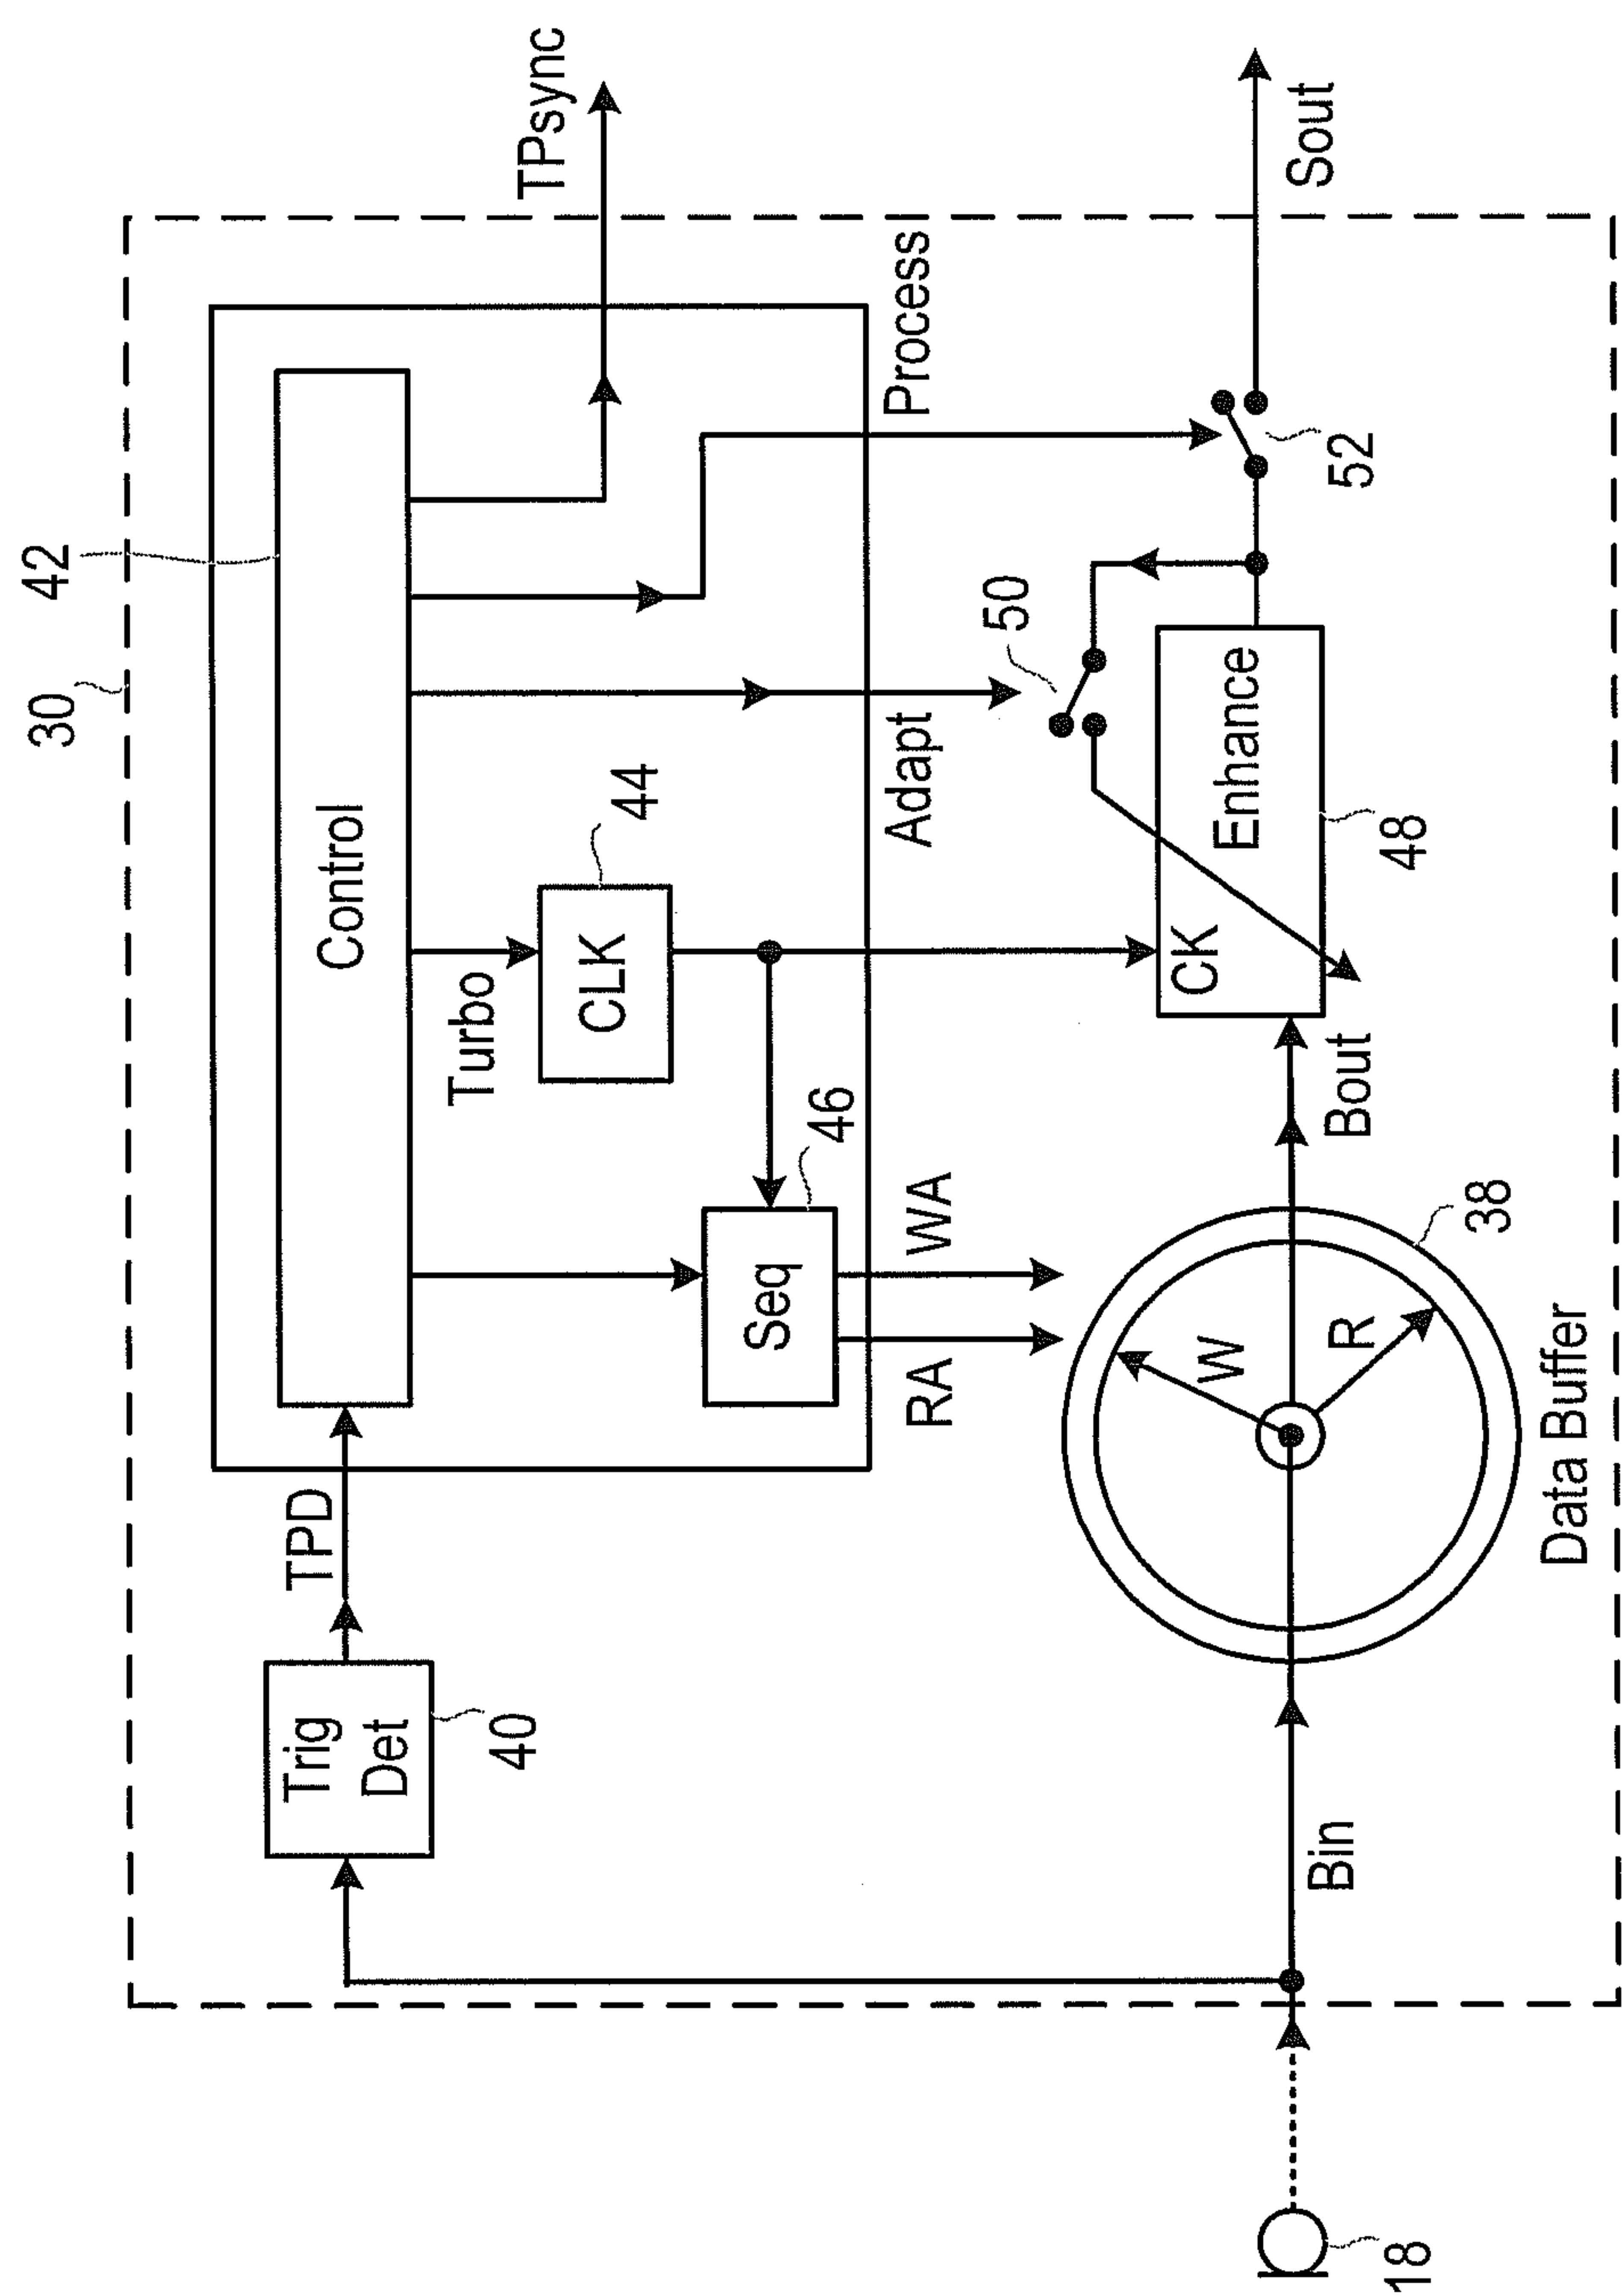 30
42
Control
TPsync
Trig
Det
40
TPD
Turbo
CLK
44
Seq
46
RA
WA
Adapt
Process
50
52
CK
Enhance
48
Sout
Bin
W
R
38
Bout
Data Buffer
18